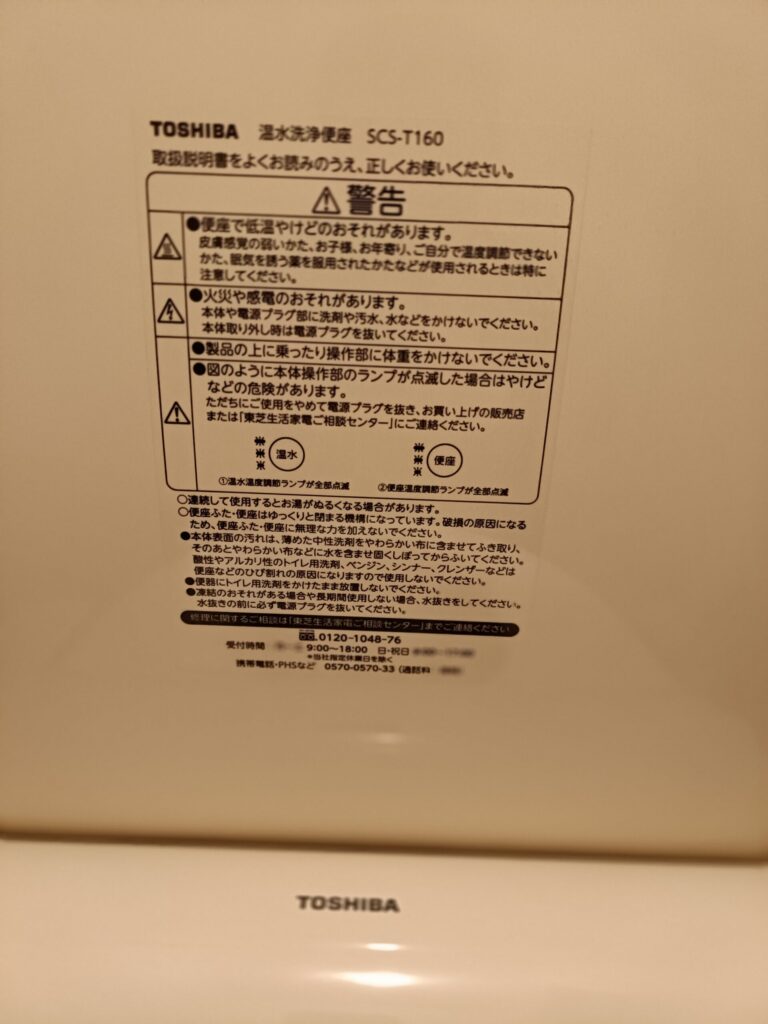 TOSHIBA 温水洗浄便座 SCS-T160
取扱説明書をよくお読みのうえ、正しくお使いください。
⚠警告
●便座で低温やけどのおそれがあります。
皮膚感覚の弱いかた、お子様、お年寄り、ご自分で温度調節できない
かた、眠気を誘う薬を服用されたかたなどが使用されるときは特に
注意してください。
●火災や感電のおそれがあります。
本体や電源プラグ部に洗剤や汚水、水などをかけないでください。
本体取り外し時は電源プラグを抜いてください。
●製品の上に乗ったり操作部に体重をかけないでください。
●図のように本体操作部のランプが点滅した場合はやけど
などの危険があります。
ただちにご使用をやめて電源プラグを抜き、お買い上げの販売店
または「東芝生活家電ご相談センター」にご連絡ください。
温水 便座
①温水温度調節ランプが全部点滅 ②便座温度調節ランプが全部点滅
○連続して使用するとお湯がぬるくなる場合があります。
○便座ふた・便座はゆっくりと閉まる機構になっています。破損の原因になる
ため、便座ふた・便座に無理な力を加えないでください。
●本体表面の汚れは、薄めた中性洗剤をやわらかい布に含ませてふき取り、
そのあとやわらかい布などに水を含ませ固くしぼってからふいてください。
酸性やアルカリ性のトイレ用洗剤、ベンジン、シンナー、クレンザーなどは
便座などのひび割れの原因になりますので使用しないでください。
●便器にトイレ用洗剤をかけたまま放置しないでください。
●凍結のおそれがある場合や長期間使用しない場合、水抜きをしてください。
水抜きの前に必ず電源プラグを抜いてください。
修理に関するご相談は「東芝生活家電ご相談センター」までご連絡ください
0120-1048-76
受付時間 9:00〜18:00 日・祝日
*当社指定休業日を除く
携帯電話・PHSなど 0570-0570-33 (通話料
TOSHIBA